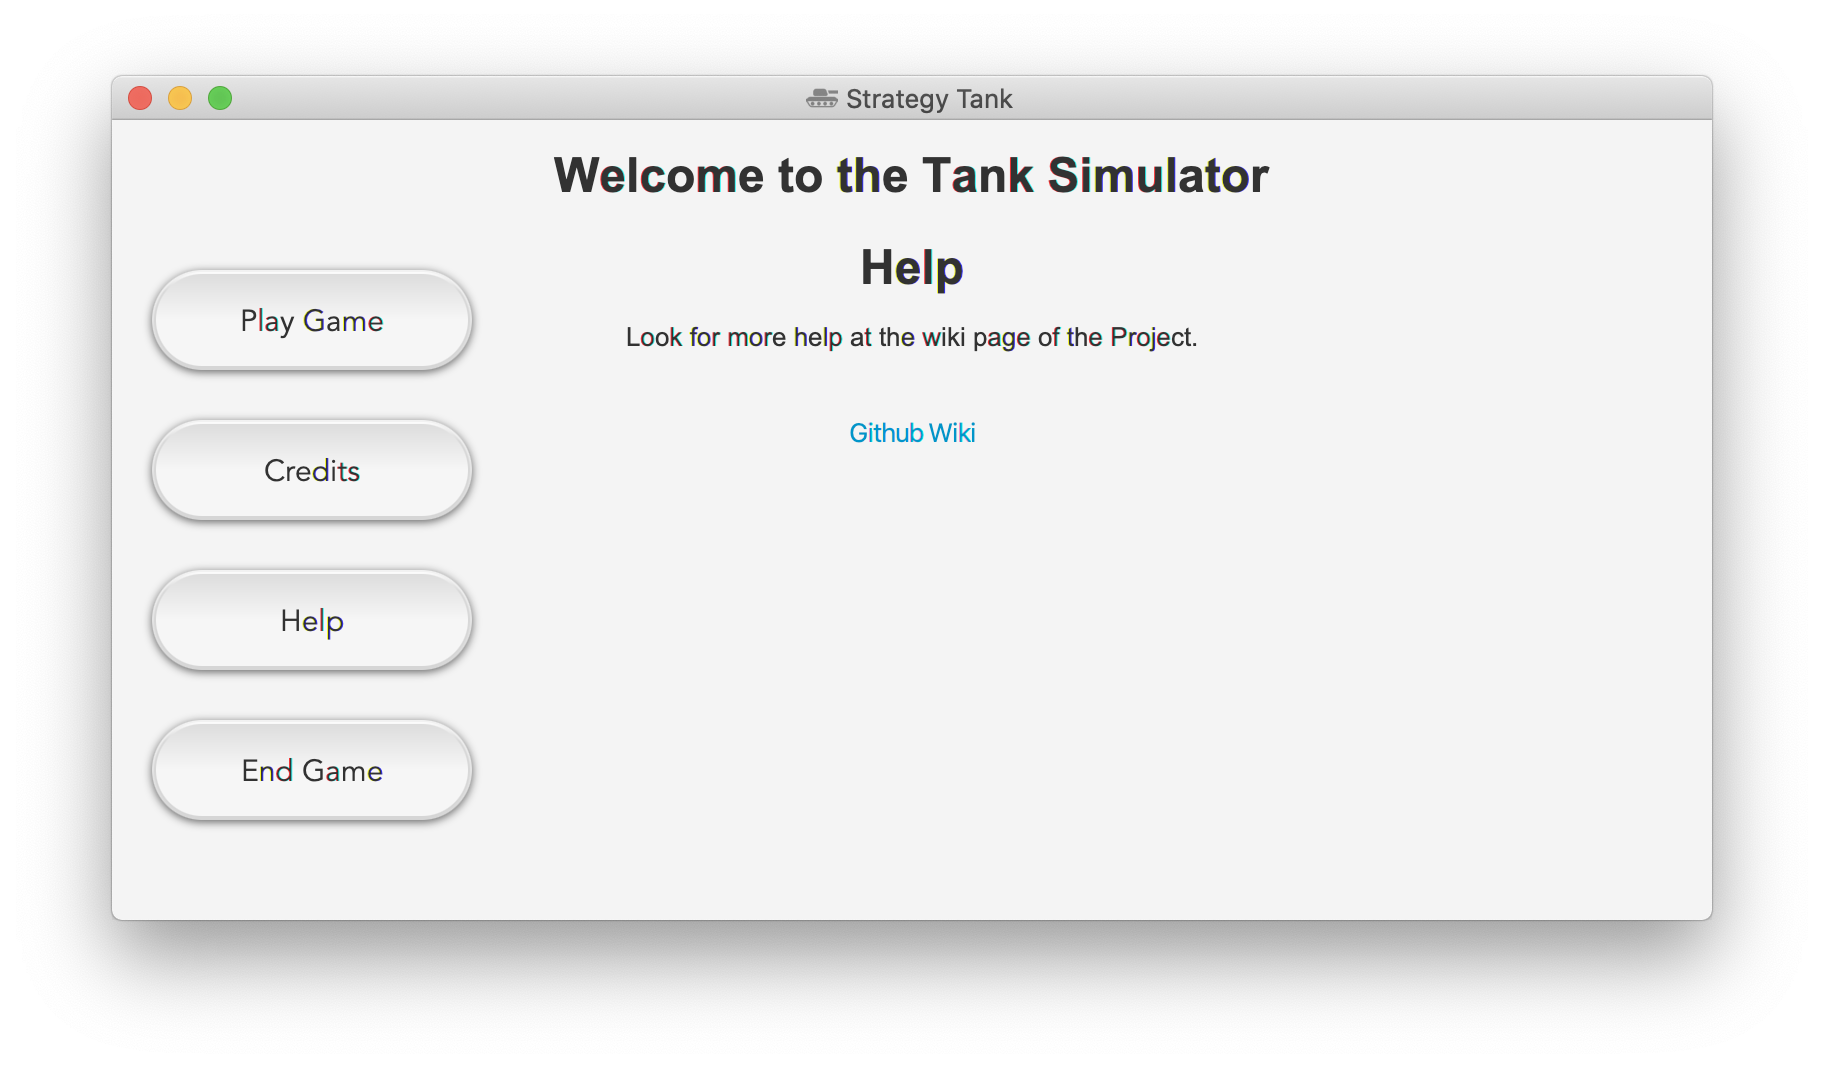 Strategy Tank
Welcome to the Tank Simulator
Help
Look for more help at the wiki page of the Project.
Github Wiki
Play Game
Credits
Help
End Game